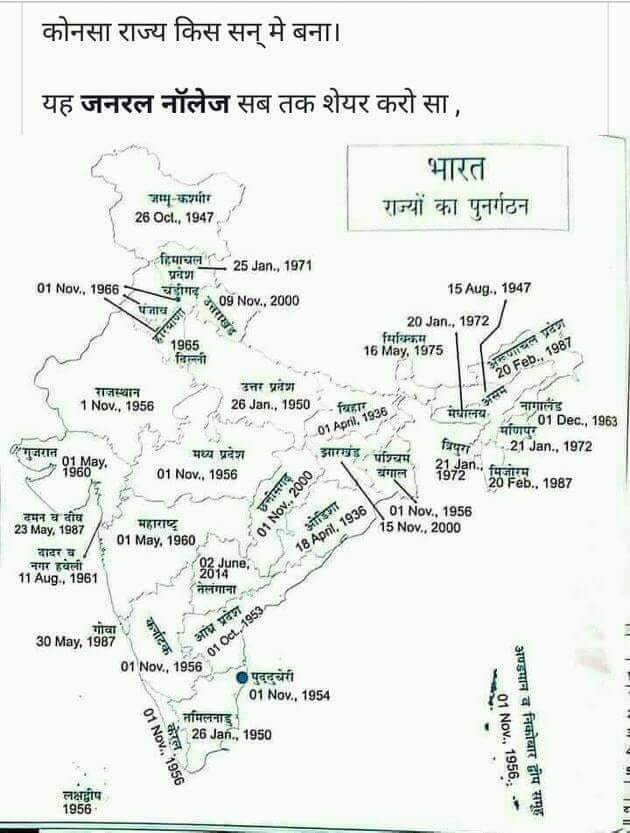 कोनसा राज्य किस सन् मे बना।
यह जनरल नॉलेज सब तक शेयर करो सा ,
भारत
राज्यों का पुनर्गठन
जम्मू-कश्मीर
26 Oct., 1947
हिमाचल
प्रदेश
25 Jan., 1971
01 Nov., 1966
चंड़ीगढ़
पंजाव
हरियाणा
उत्तराखंड
09 Nov., 2000
15 Aug., 1947
20 Jan., 1972
1965
दिल्ली
सिक्किम
16 May, 1975
अरुणाचल प्रदेश
20 Feb., 1987
राजस्थान
1 Nov., 1956
उत्तर प्रदेश
26 Jan., 1950
बिहार
01 April, 1936
असम
मेघालय
नागालैंड
01 Dec., 1963
मणिपुर
21 Jan., 1972
गुजरात
01 May,
1960
मध्य प्रदेश
01 Nov., 1956
झारखंड
पश्चिम
बंगाल
त्रिपुरा
21 Jan.,
1972
मिजोरम
20 Feb., 1987
छत्तीसगढ़
01 Nov., 2000
ओडिशा
18 April, 1936
01 Nov., 1956
15 Nov., 2000
दमन व दीव
23 May, 1987
महाराष्ट्र
01 May, 1960
दादर व
नगर हवेली
11 Aug., 1961
02 June,
2014
तेलंगाना
गोवा
30 May, 1987
कर्नाटक
01 Nov., 1956
आंध्र प्रदेश
01 Oct., 1953
पुद्दुचेरी
01 Nov., 1954
तमिलनाडु
26 Jan., 1950
केरल
01 Nov., 1956
लक्षद्वीप
1956
अण्डमान व निकोबार द्वीप समूह
01 Nov., 1956,